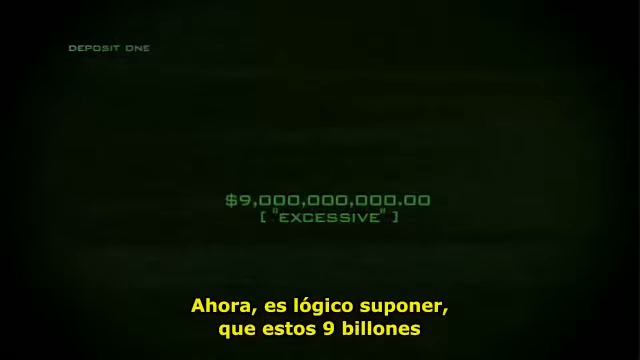 DEPOSIT ONE
$9,000,000,000.00
[ "EXCESSIVE" ]
Ahora, es lógico suponer,
que estos 9 billones